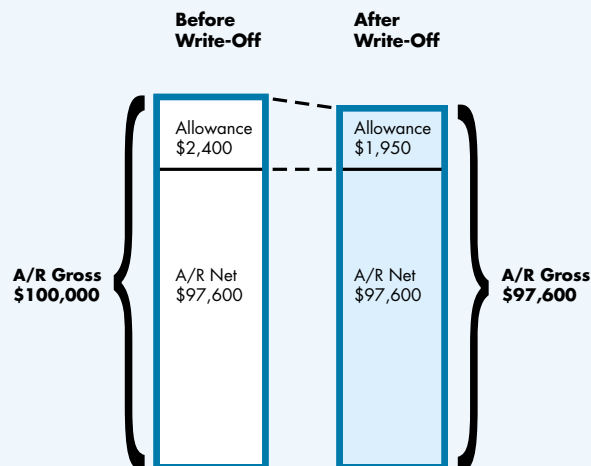 Before
Write-Off
After
Write-Off
Allowance
$2,400
Allowance
$1,950
A/R Gross
$100,000
A/R Net
$97,600
A/R Net
$97,600
A/R Gross
$97,600